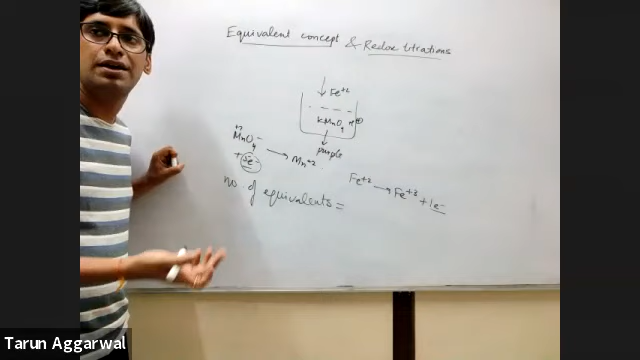 Equivalent concept & Redox titrations
Fe+2
KMnO4 H⊕
purple
+7
MnO4-
+ 5e- → Mn+2
Fe+2 → Fe+3 + 1e-
no. of equivalents =
Tarun Aggarwal